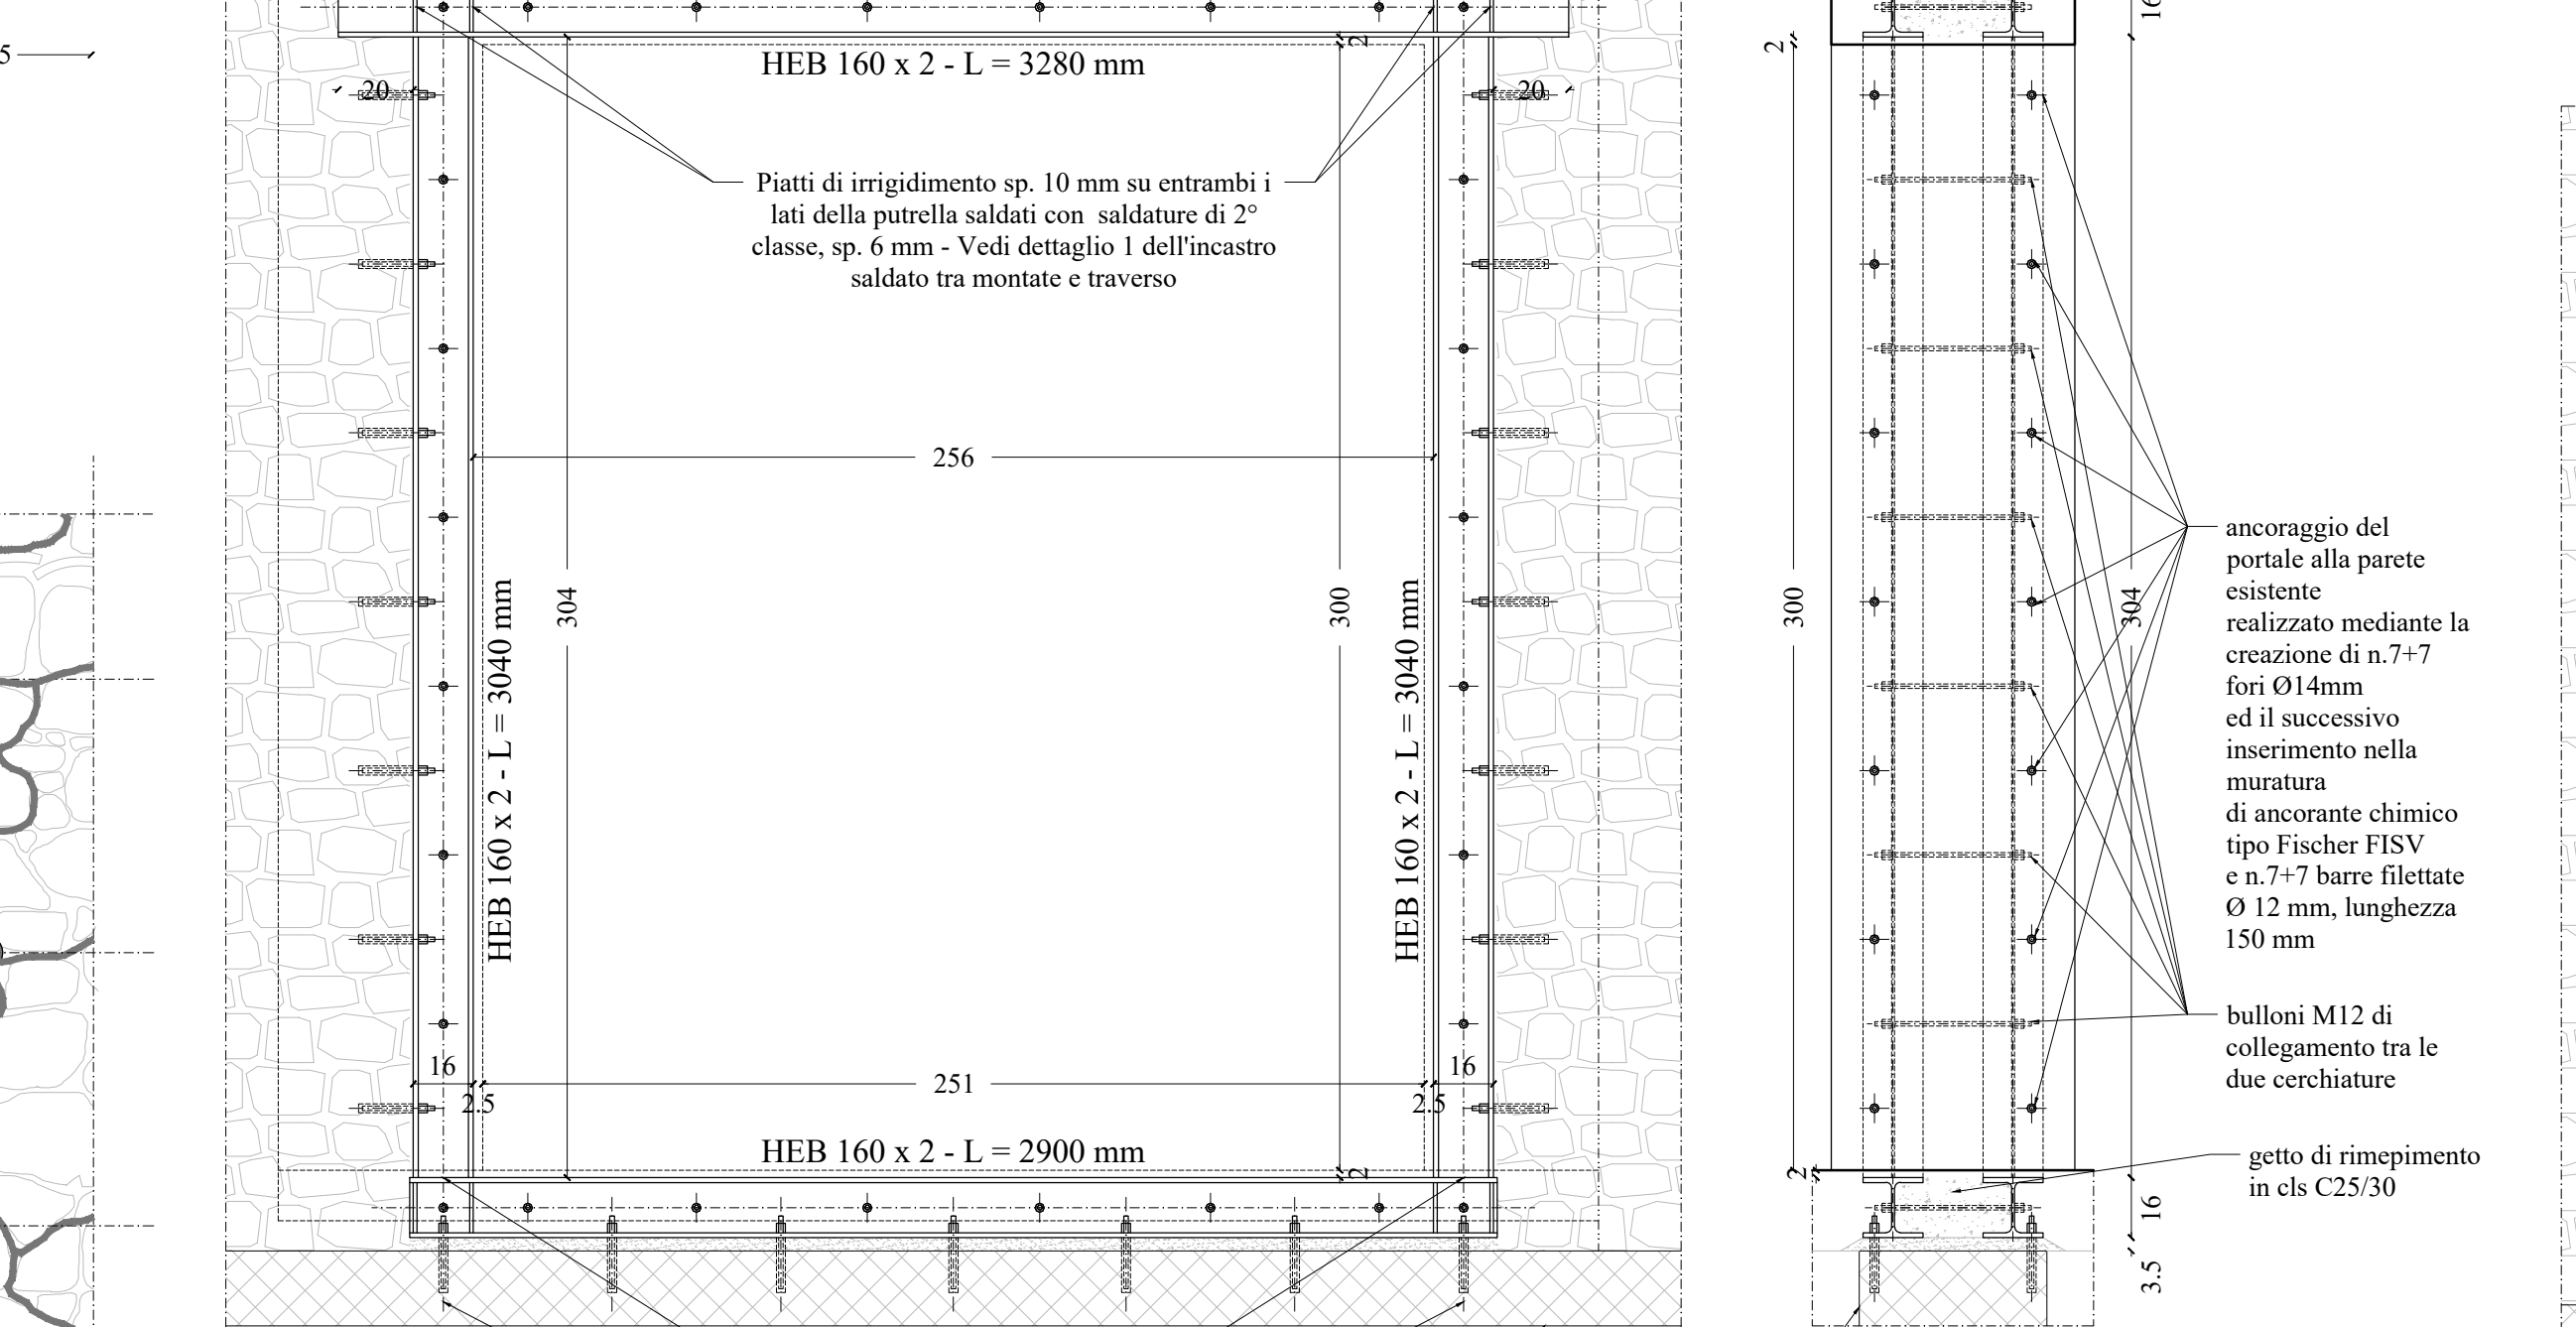 5
2
HEB 160 x 2 - L = 3280 mm
20
20
Piatti di irrigidimento sp. 10 mm su entrambi i
lati della putrella saldati con saldature di 2°
classe, sp. 6 mm - Vedi dettaglio 1 dell'incastro
saldato tra montate e traverso
256
HEB 160 x 2 - L = 3040 mm
304
300
HEB 160 x 2 - L = 3040 mm
16
251
16
2.5
2.5
HEB 160 x 2 - L = 2900 mm
2
16
2
300
304
ancoraggio del
portale alla parete
esistente
realizzato mediante la
creazione di n.7+7
fori Ø14mm
ed il successivo
inserimento nella
muratura
di ancorante chimico
tipo Fischer FISV
e n.7+7 barre filettate
Ø 12 mm, lunghezza
150 mm
bulloni M12 di
collegamento tra le
due cerchiature
getto di rimepimento
in cls C25/30
2
16
3.5